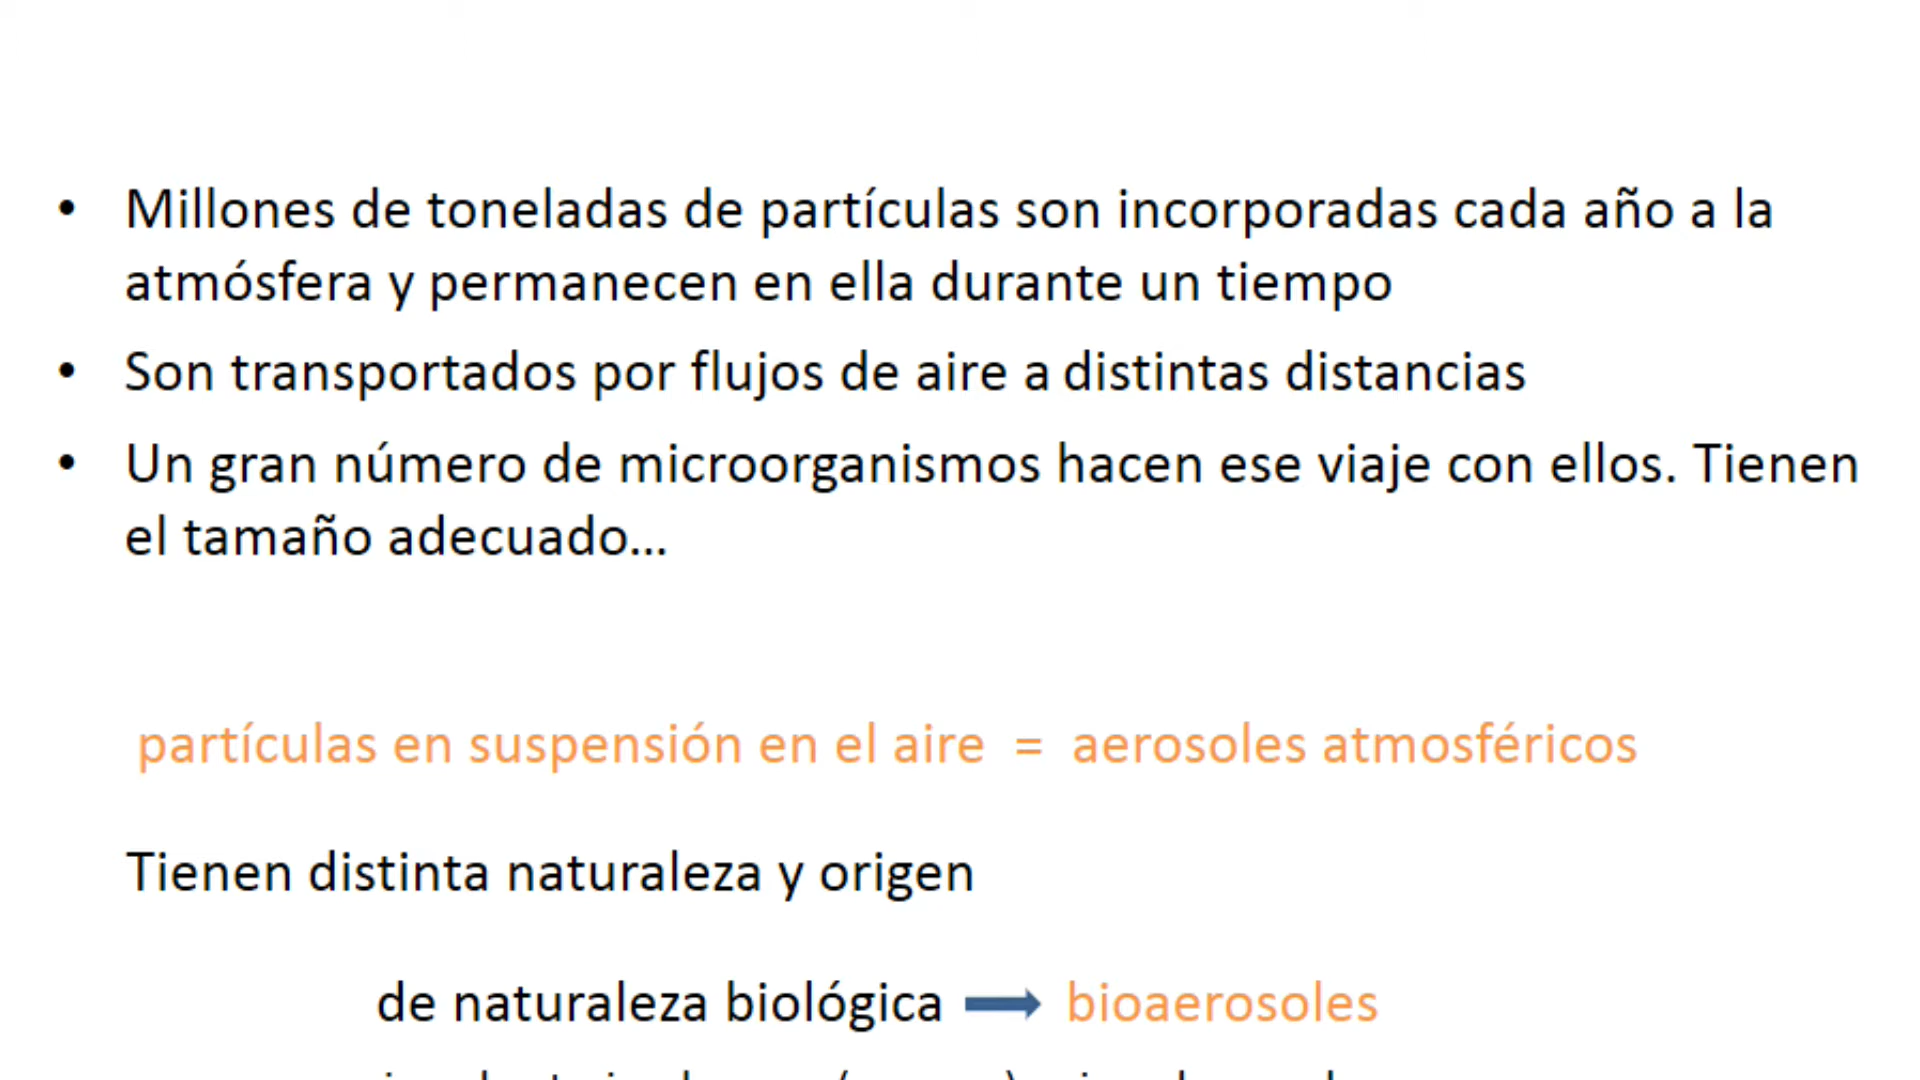 • Millones de toneladas de partículas son incorporadas cada año a la
atmósfera y permanecen en ella durante un tiempo
• Son transportados por flujos de aire a distintas distancias
• Un gran número de microorganismos hacen ese viaje con ellos. Tienen
el tamaño adecuado...
partículas en suspensión en el aire = aerosoles atmosféricos
Tienen distinta naturaleza y origen
de naturaleza biológica ➡ bioaerosoles